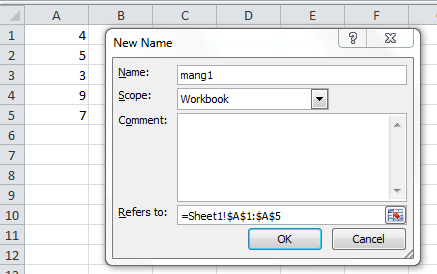 A B C D E F
New Name
1 4
2 5
3 3
4 9
5 7
6
7
8
9
10
11
12
13
Name: mang1
Scope: Workbook
Comment:
Refers to: =Sheet1!$A$1:$A$5
OK Cancel